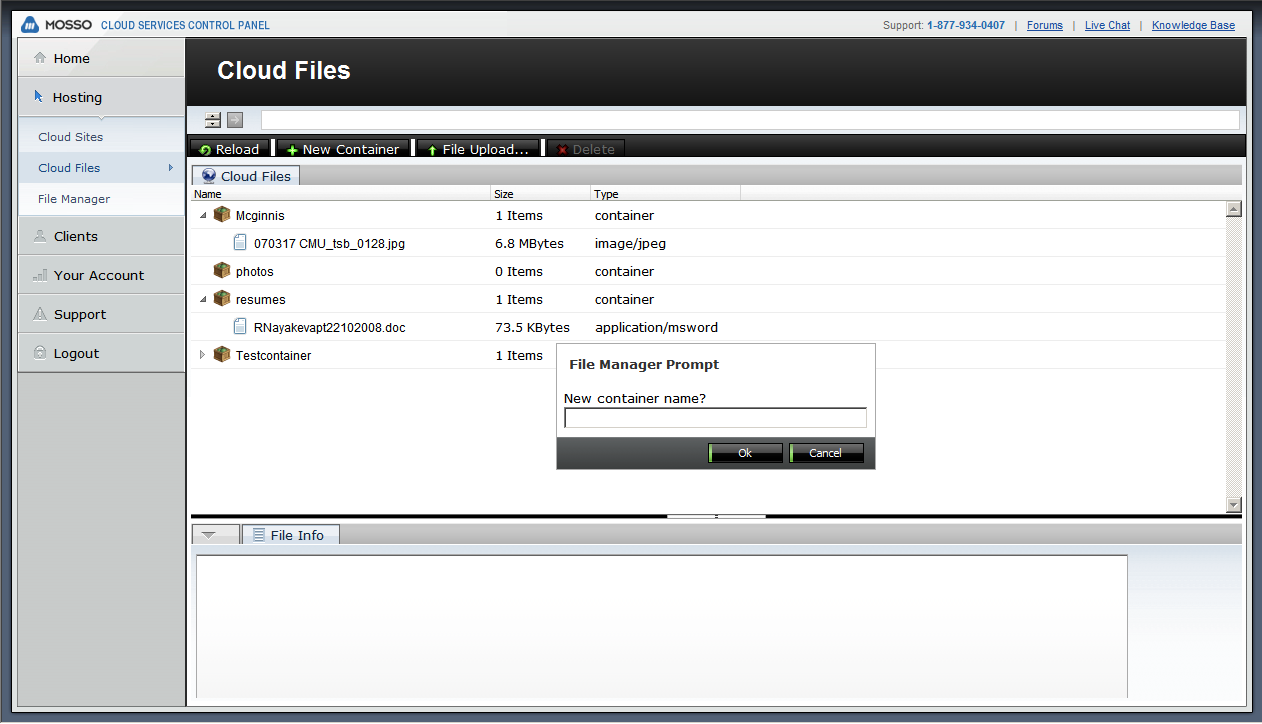 MOSSO CLOUD SERVICES CONTROL PANEL
Support: 1-877-934-0407 | Forums | Live Chat | Knowledge Base
Home
Hosting
Cloud Sites
Cloud Files
File Manager
Clients
Your Account
Support
Logout
Cloud Files
Reload New Container File Upload... Delete
Cloud Files
Name Size Type
Mcginnis 1 Items container
070317 CMU_tsb_0128.jpg 6.8 MBytes image/jpeg
photos 0 Items container
resumes 1 Items container
RNayakevapt22102008.doc 73.5 KBytes application/msword
Testcontainer 1 Items
File Manager Prompt
New container name?
Ok Cancel
File Info